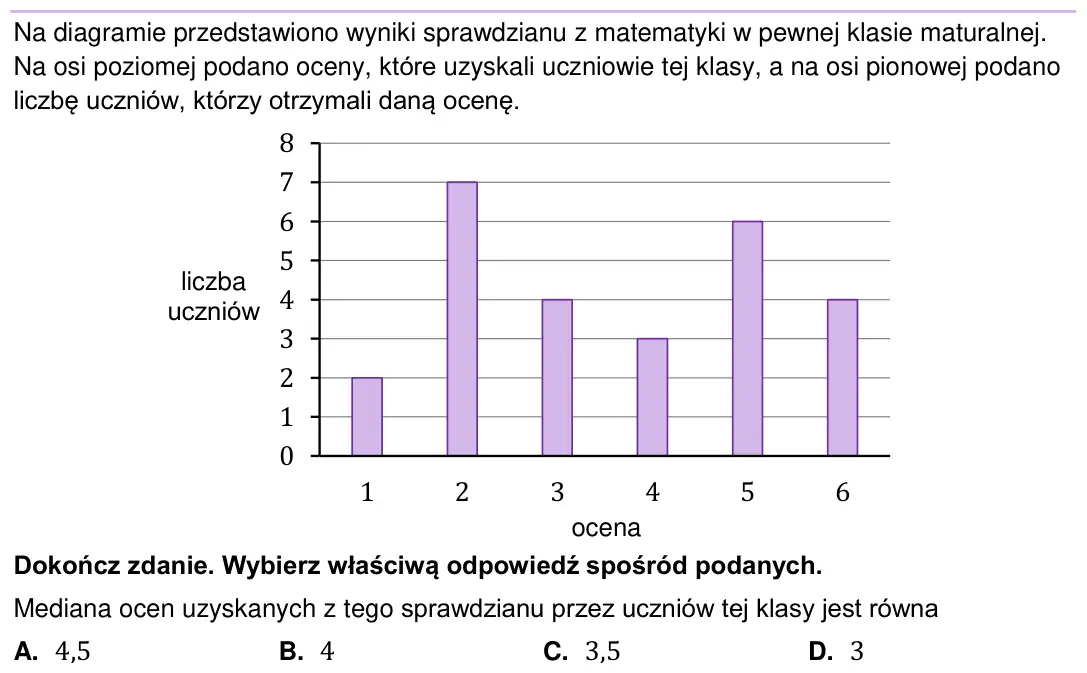 Na diagramie przedstawiono wyniki sprawdzianu z matematyki w pewnej klasie maturalnej.
Na osi poziomej podano oceny, które uzyskali uczniowie tej klasy, a na osi pionowej podano
liczbę uczniów, którzy otrzymali daną ocenę.
8
7
6
5
4
3
2
1
0
liczba
uczniów
1 2 3 4 5 6
ocena
Dokończ zdanie. Wybierz właściwą odpowiedź spośród podanych.
Mediana ocen uzyskanych z tego sprawdzianu przez uczniów tej klasy jest równa
A. 4,5 B. 4 C. 3,5 D. 3